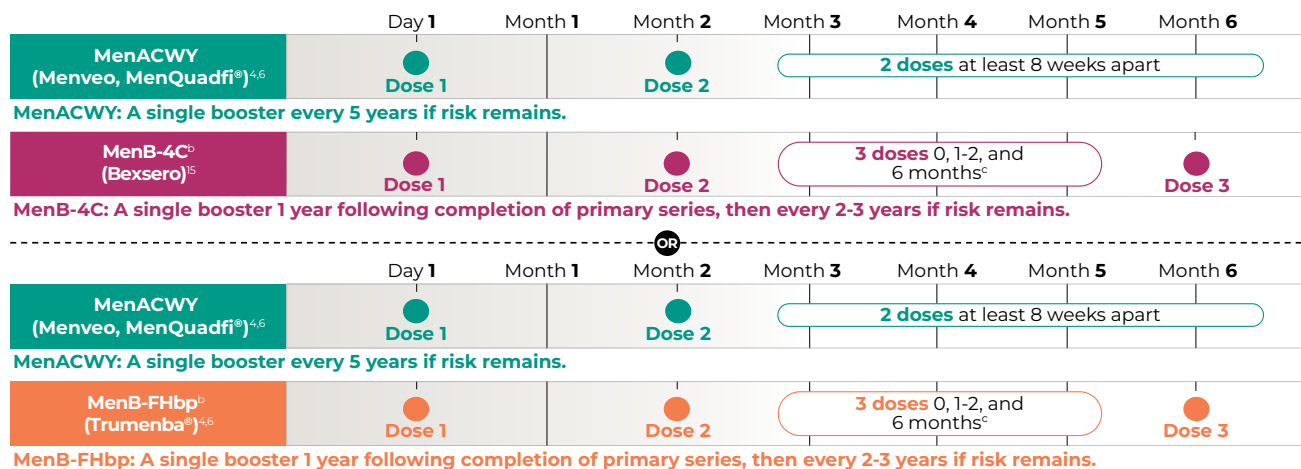 Day 1 Month 1 Month 2 Month 3 Month 4 Month 5 Month 6
MenACWY
(Menveo, MenQuadfi®)4,6
Dose 1
Dose 2
2 doses at least 8 weeks apart
MenACWY: A single booster every 5 years if risk remains.
MenB-4Cb
(Bexsero)15
Dose 1
Dose 2
3 doses 0, 1-2, and
6 monthsc
Dose 3
MenB-4C: A single booster 1 year following completion of primary series, then every 2-3 years if risk remains.
OR
Day 1 Month 1 Month 2 Month 3 Month 4 Month 5 Month 6
MenACWY
(Menveo, MenQuadfi®)4,6
Dose 1
Dose 2
2 doses at least 8 weeks apart
MenACWY: A single booster every 5 years if risk remains.
MenB-FHbpb
(Trumenba®)4,6
Dose 1
Dose 2
3 doses 0, 1-2, and
6 monthsc
Dose 3
MenB-FHbp: A single booster 1 year following completion of primary series, then every 2-3 years if risk remains.